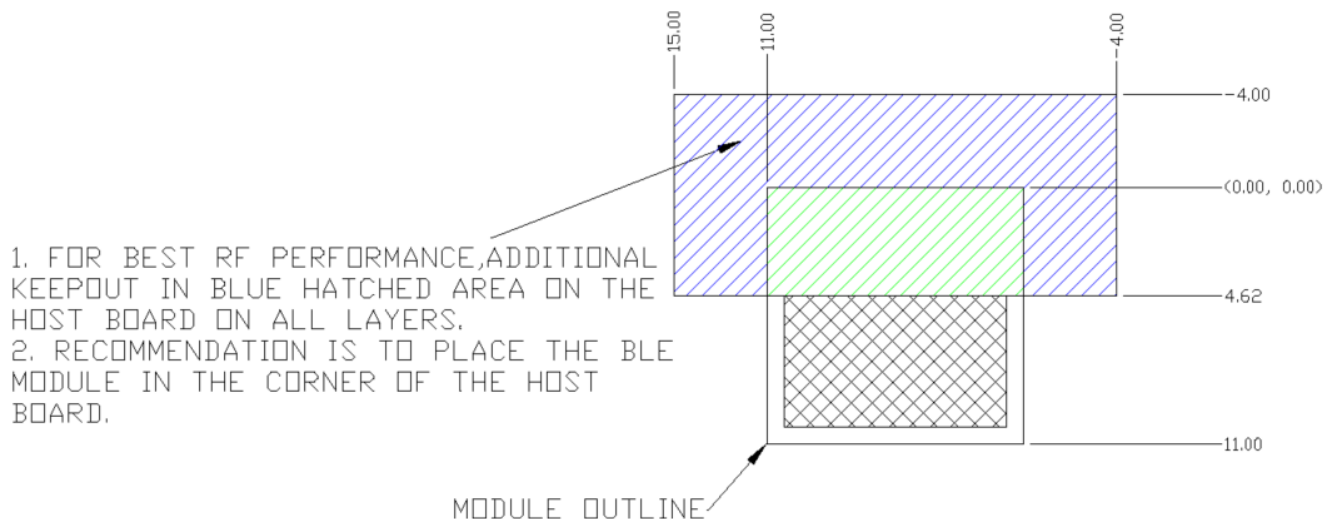 15.00
11.00
-4.00
-4.00
(0.00, 0.00)
1. FOR BEST RF PERFORMANCE,ADDITIONAL
KEEPOUT IN BLUE HATCHED AREA ON THE
HOST BOARD ON ALL LAYERS.
4.62
2. RECOMMENDATION IS TO PLACE THE BLE
MODULE IN THE CORNER OF THE HOST
BOARD.
11.00
MODULE OUTLINE